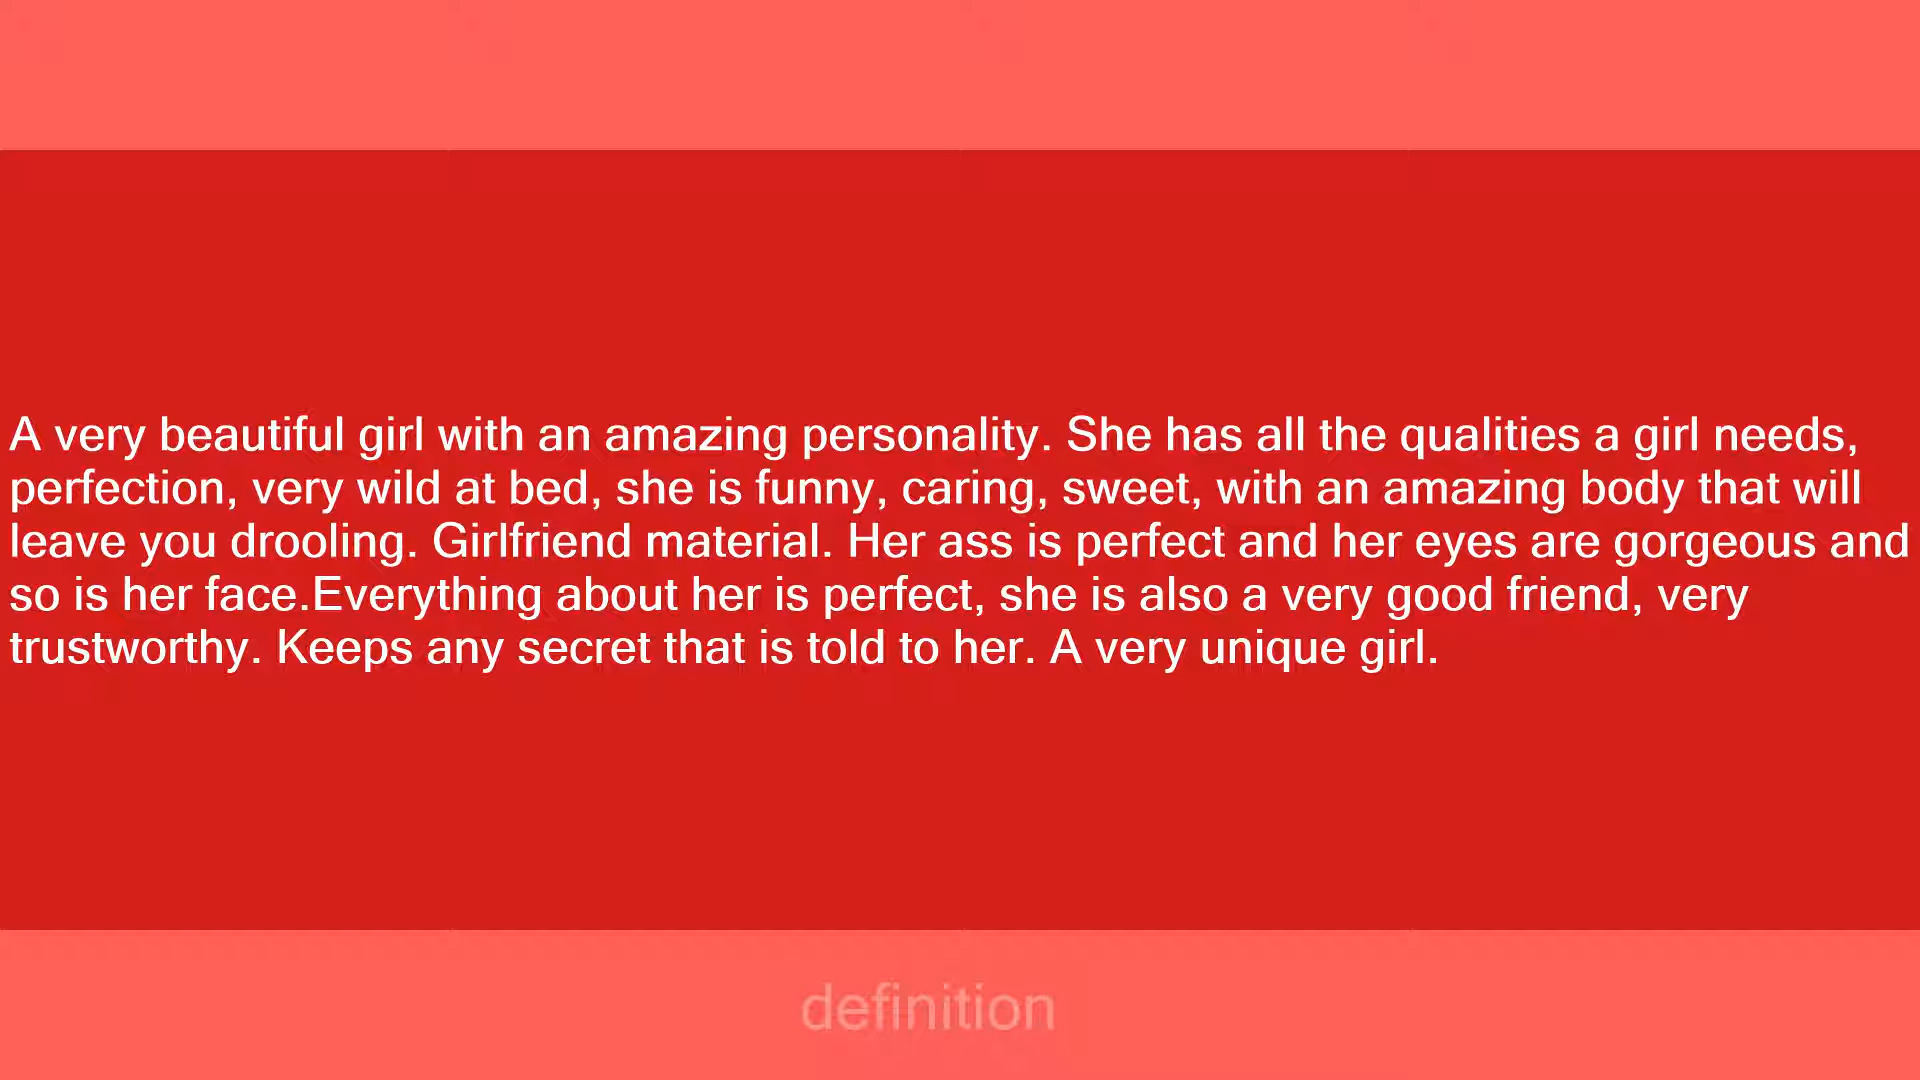 A very beautiful girl with an amazing personality. She has all the qualities a girl needs,
perfection, very wild at bed, she is funny, caring, sweet, with an amazing body that will
leave you drooling. Girlfriend material. Her ass is perfect and her eyes are gorgeous and
so is her face.Everything about her is perfect, she is also a very good friend, very
trustworthy. Keeps any secret that is told to her. A very unique girl.
definition